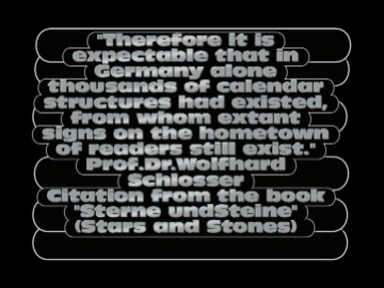 "Therefore it is
expectable that in
Germany alone
thousands of calendar
structures had existed,
from whom extant
signs on the hometown
of readers still exist."
Prof.Dr.Wolfhard
Schlosser
Citation from the book
"Sterne undSteine"
(Stars and Stones)